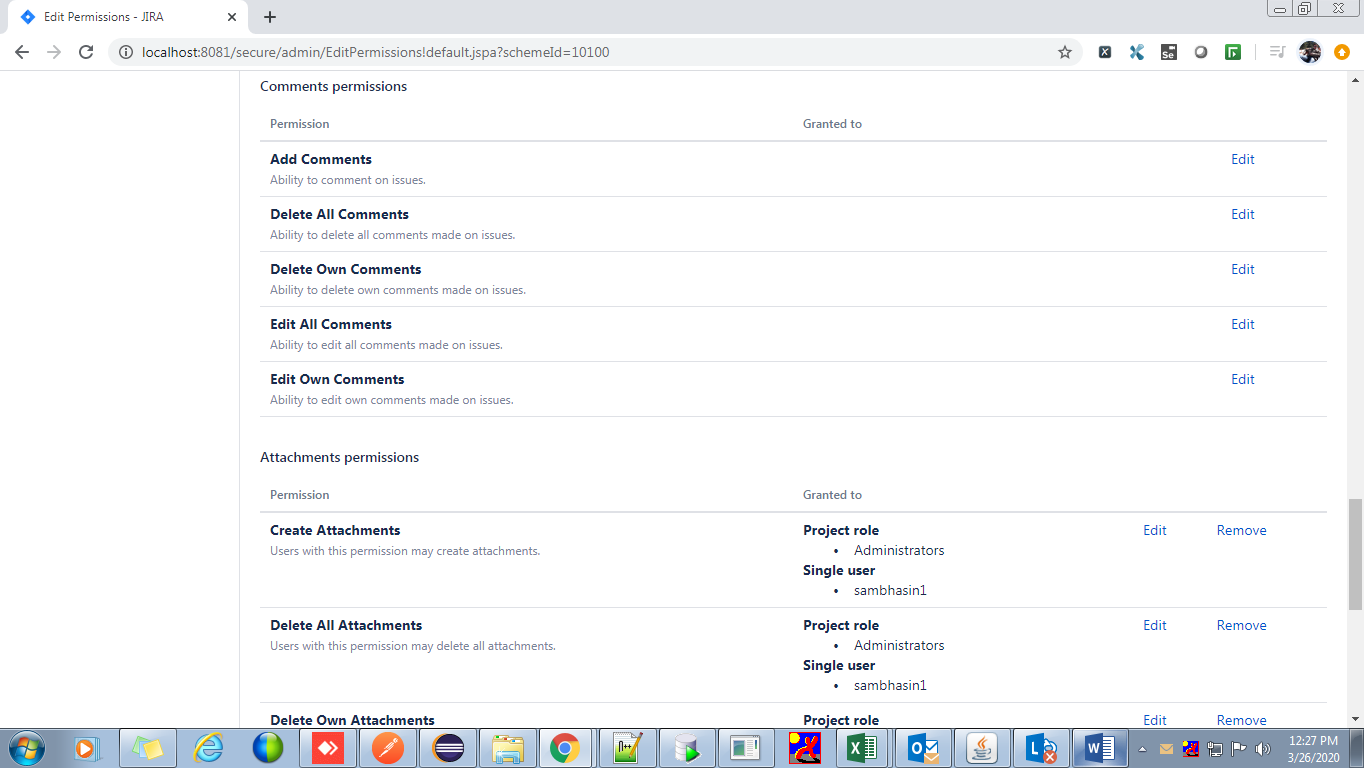 Edit Permissions - JIRA
localhost:8081/secure/admin/EditPermissions!default.jspa?schemeId=10100
Comments permissions
Permission Granted to
Add Comments Edit
Ability to comment on issues.
Delete All Comments Edit
Ability to delete all comments made on issues.
Delete Own Comments Edit
Ability to delete own comments made on issues.
Edit All Comments Edit
Ability to edit all comments made on issues.
Edit Own Comments Edit
Ability to edit own comments made on issues.
Attachments permissions
Permission Granted to
Create Attachments Project role Edit Remove
Users with this permission may create attachments. • Administrators
Single user
• sambhasin1
Delete All Attachments Project role Edit Remove
Users with this permission may delete all attachments. • Administrators
Single user
• sambhasin1
Delete Own Attachments Project role Edit Remove
12:27 PM
3/26/2020